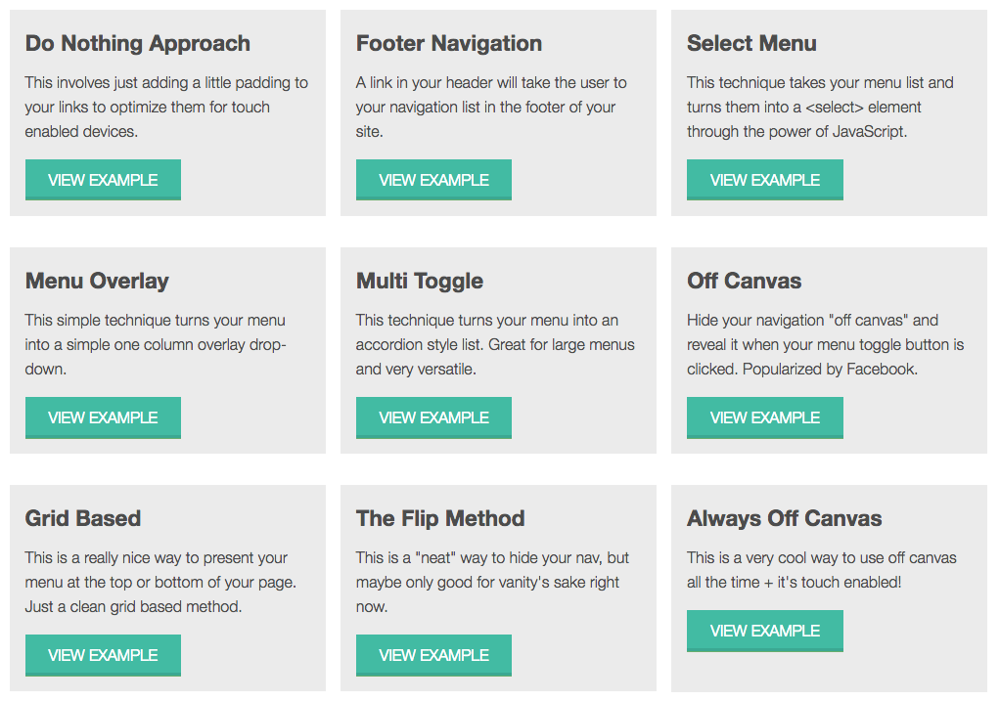 Do Nothing Approach
This involves just adding a little padding to
your links to optimize them for touch
enabled devices.
VIEW EXAMPLE
Footer Navigation
A link in your header will take the user to
your navigation list in the footer of your
site.
VIEW EXAMPLE
Select Menu
This technique takes your menu list and
turns them into a <select> element
through the power of JavaScript.
VIEW EXAMPLE
Menu Overlay
This simple technique turns your menu
into a simple one column overlay drop-
down.
VIEW EXAMPLE
Multi Toggle
This technique turns your menu into an
accordion style list. Great for large menus
and very versatile.
VIEW EXAMPLE
Off Canvas
Hide your navigation "off canvas" and
reveal it when your menu toggle button is
clicked. Popularized by Facebook.
VIEW EXAMPLE
Grid Based
This is a really nice way to present your
menu at the top or bottom of your page.
Just a clean grid based method.
VIEW EXAMPLE
The Flip Method
This is a "neat" way to hide your nav, but
maybe only good for vanity's sake right
now.
VIEW EXAMPLE
Always Off Canvas
This is a very cool way to use off canvas
all the time + it's touch enabled!
VIEW EXAMPLE